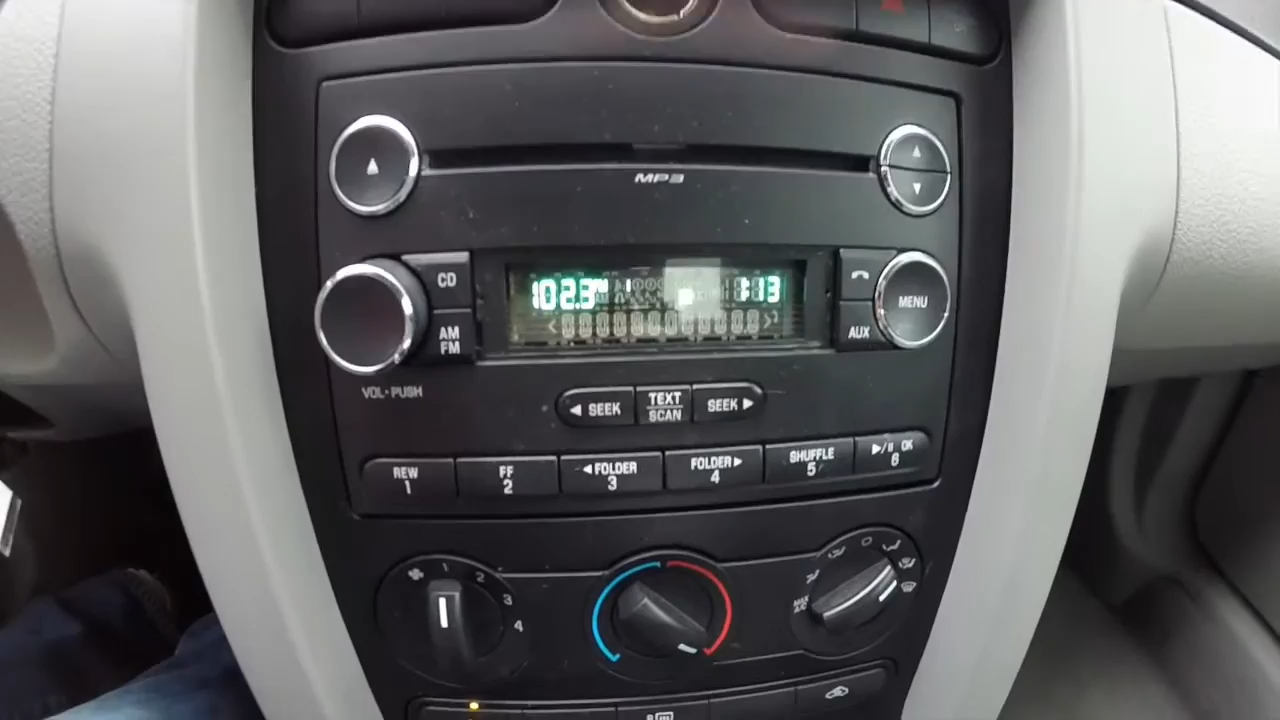 MP3
CD
102.3 FM 1:13
AM
FM
MENU
AUX
VOL•PUSH
◀ SEEK
TEXT
SCAN
SEEK ▶
REW
1
FF
2
◀FOLDER
3
FOLDER▶
4
SHUFFLE
5
▶/II OK
6
1
2
3
4
MAX
A/C